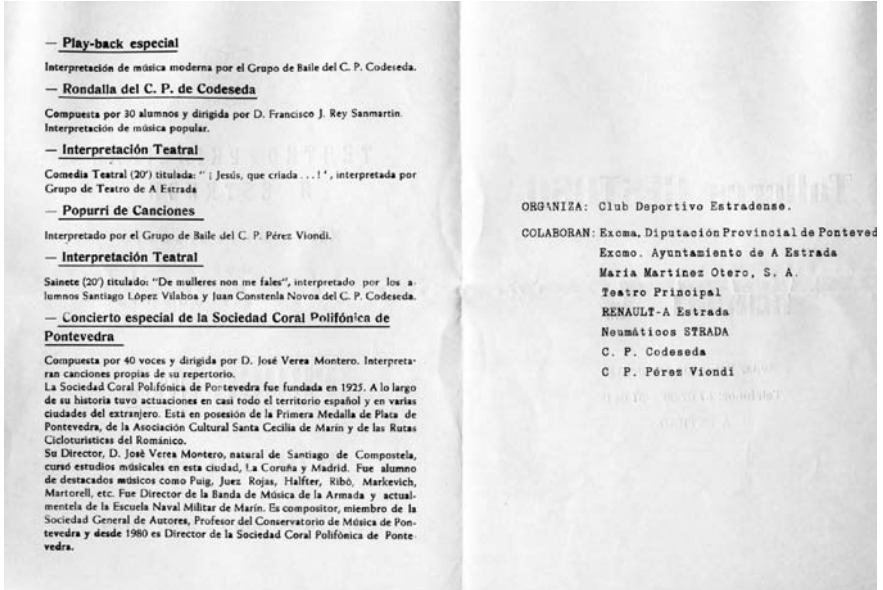 — Play-back especial
Interpretación de música moderna por el Grupo de Baile del C. P. Codeseda.
— Rondalla del C. P. de Codeseda
Compuesta por 30 alumnos y dirigida por D. Francisco J. Rey Sanmartín.
Interpretación de música popular.
— Interpretación Teatral
Comedia Teatral (20') titulada: " ¡ Jesús, que criada . . . ! ' , interpretada por
Grupo de Teatro de A Estrada
— Popurri de Canciones
Interpretado por el Grupo de Baile del C. P. Pérez Viondi.
— Interpretación Teatral
Sainete (20') titulado: "De mulleres non me fales", interpretado por los a-
lumnos Santiago López Vilaboa y Juan Constenla Novoa del C. P. Codeseda.
— Concierto especial de la Sociedad Coral Polifónica de
Pontevedra
Compuesta por 40 voces y dirigida por D. José Verea Montero. Interpreta-
ran canciones propias de su repertorio.
La Sociedad Coral Polifónica de Pontevedra fue fundada en 1925. A lo largo
de su historia tuvo actuaciones en casi todo el territorio español y en varias
ciudades del extranjero. Está en posesión de la Primera Medalla de Plata de
Pontevedra, de la Asociación Cultural Santa Cecilia de Marín y de las Rutas
Cicloturísticas del Románico.
Su Director, D. José Verea Montero, natural de Santiago de Compostela,
cursó estudios músicales en esta ciudad, La Coruña y Madrid. Fue alumno
de destacados músicos como Puig, Juez Rojas, Halfter, Ribó, Markevich,
Martorell, etc. Fue Director de la Banda de Música de la Armada y actual-
mentela de la Escuela Naval Militar de Marín. Es compositor, miembro de la
Sociedad General de Autores, Profesor del Conservatorio de Música de Pon-
tevedra y desde 1980 es Director de la Sociedad Coral Polifónica de Ponte-
vedra.
ORGANIZA: Club Deportivo Estradense.
COLABORAN: Excma. Diputación Provincial de Ponteved
Excmo. Ayuntamiento de A Estrada
María Martínez Otero, S. A.
Teatro Principal
RENAULT-A Estrada
Neumáticos STRADA
C. P. Codeseda
C P. Pérez Viondi